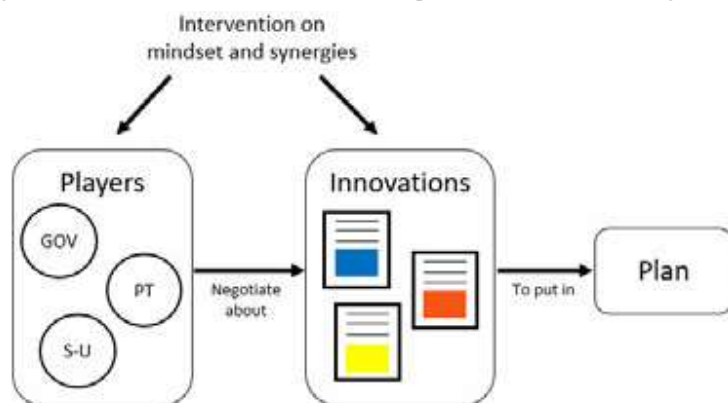 Intervention on
mindset and synergies
Players
GOV
PT
S-U
Negotiate
about
Innovations
To put in
Plan